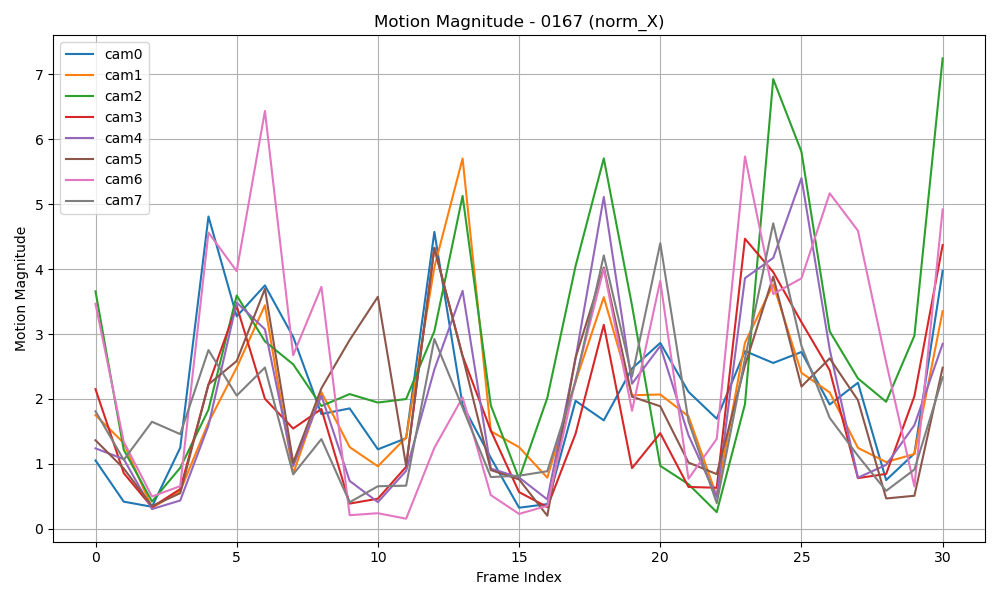 Motion Magnitude - 0167 (norm_X)
cam0
cam1
cam2
cam3
cam4
cam5
cam6
cam7
Motion Magnitude
7
6
5
4
3
2
1
0
0 5 10 15 20 25 30
Frame Index